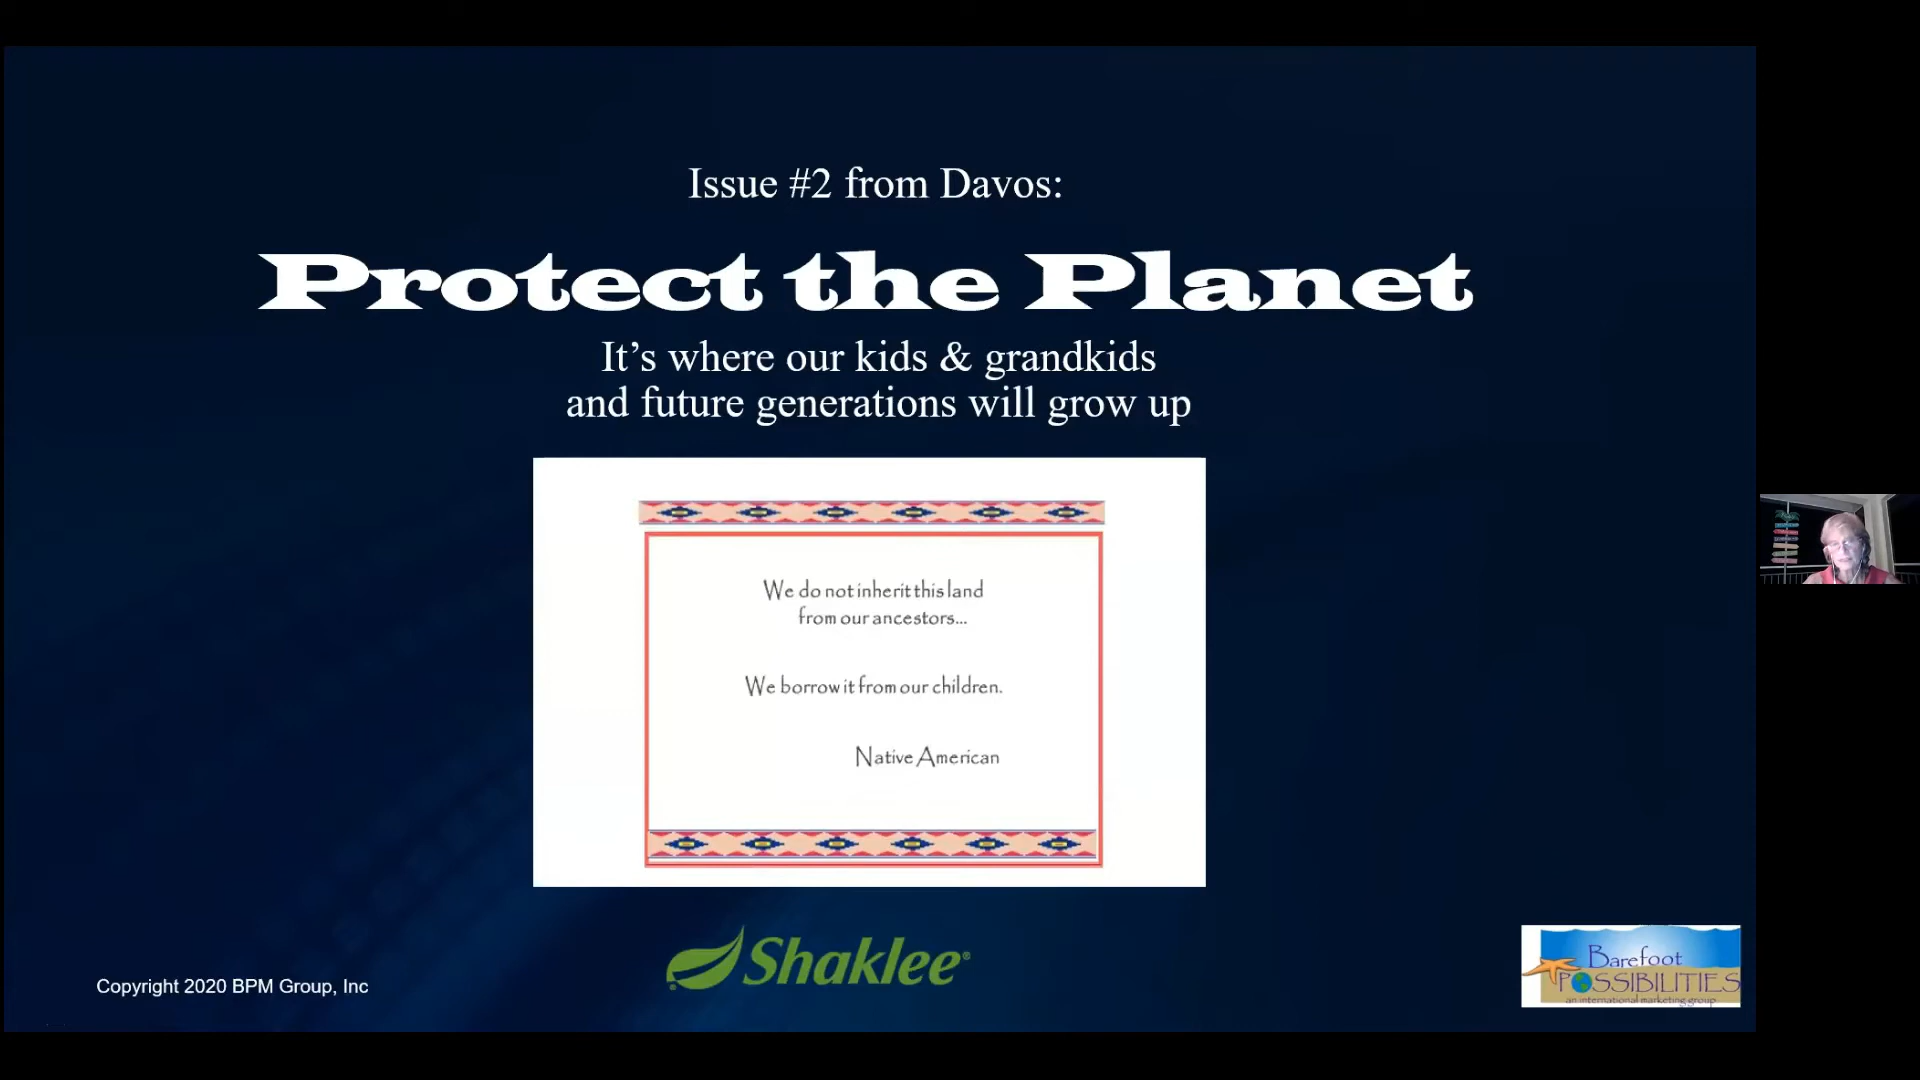 Issue #2 from Davos:
Protect the Planet
It’s where our kids & grandkids
and future generations will grow up
We do not inherit this land
from our ancestors...
We borrow it from our children.
Native American
Shaklee®
Copyright 2020 BPM Group, Inc
Barefoot
POSSIBILITIES
an international marketing group